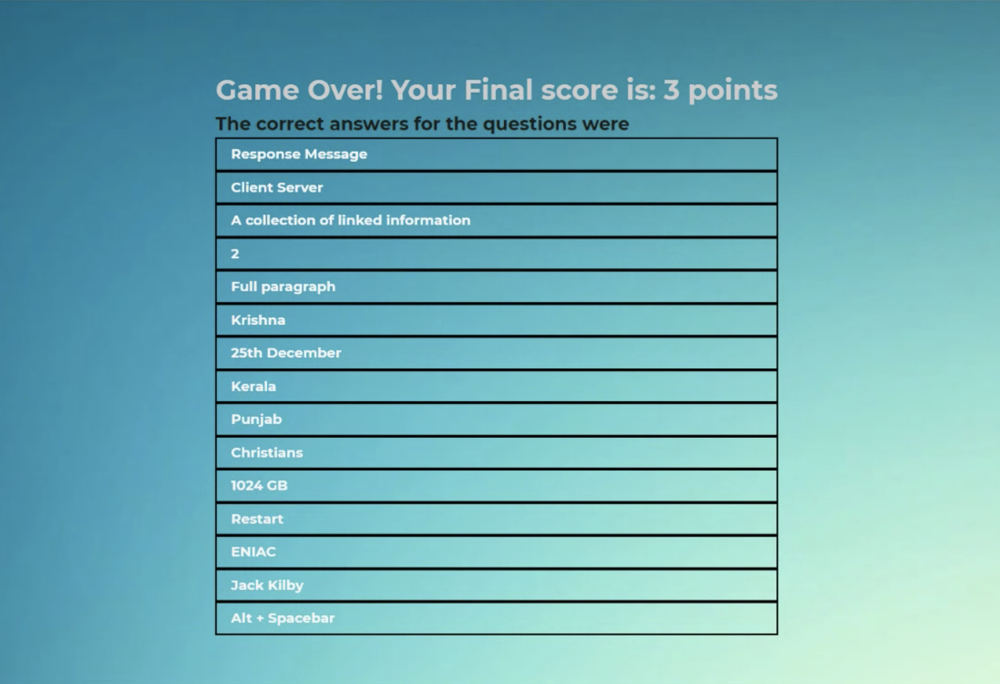 Game Over! Your Final score is: 3 points
The correct answers for the questions were
Response Message
Client Server
A collection of linked information
2
Full paragraph
Krishna
25th December
Kerala
Punjab
Christians
1024 GB
Restart
ENIAC
Jack Kilby
Alt + Spacebar